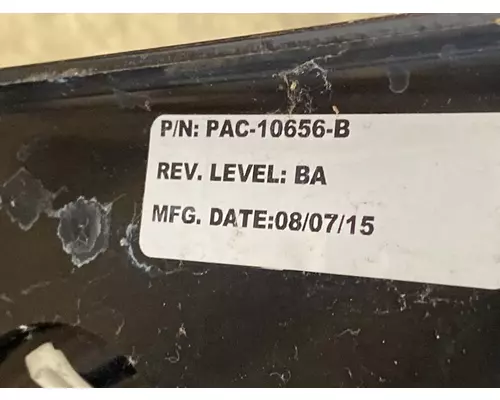 P/N: PAC-10656-B
REV. LEVEL: BA
MFG. DATE:08/07/15